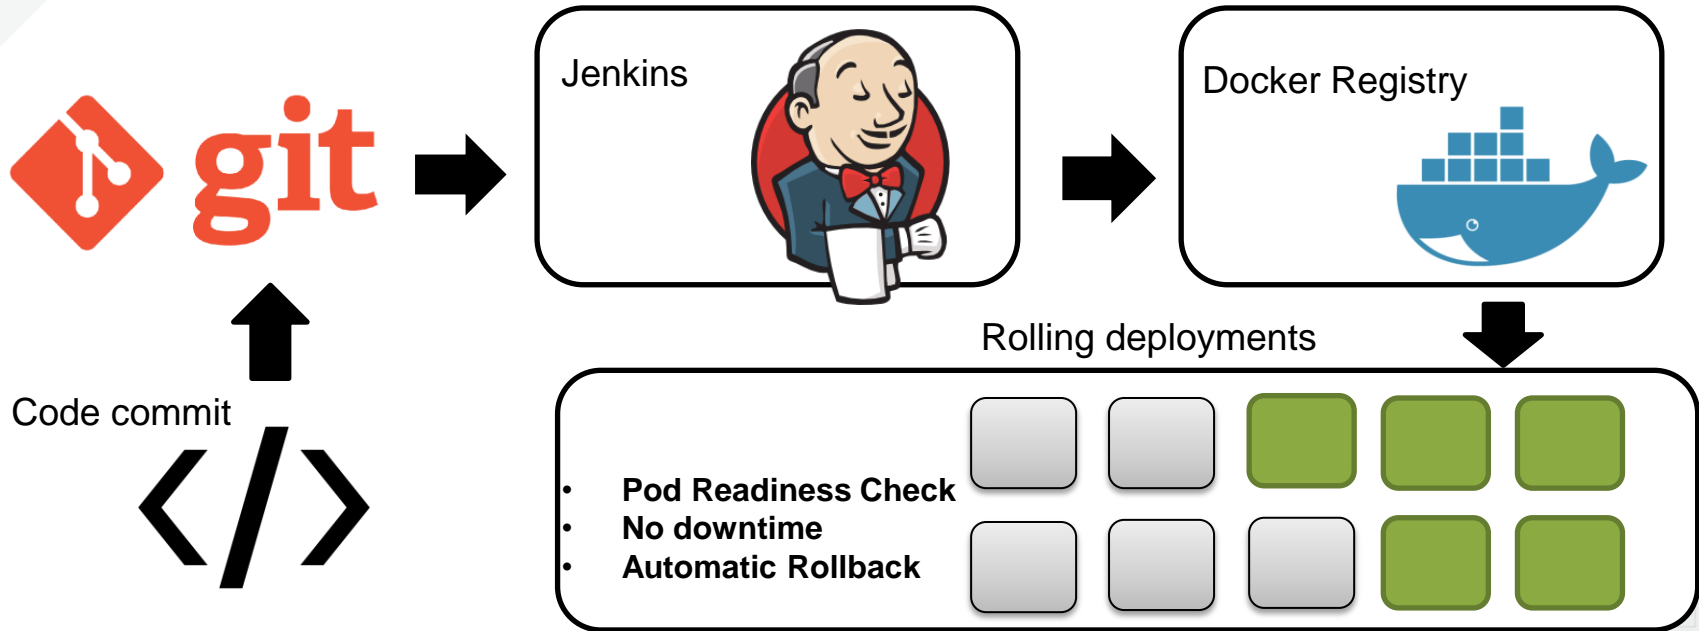 git
Jenkins
Docker Registry
Rolling deployments
Code commit
</>
• Pod Readiness Check
• No downtime
• Automatic Rollback